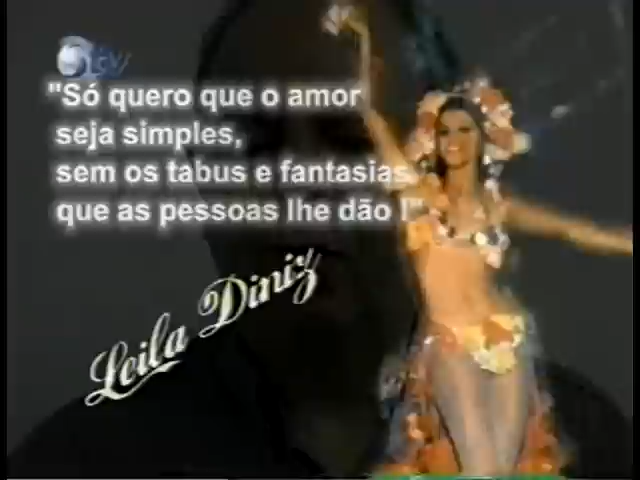 "Só quero que o amor
seja simples,
sem os tabus e fantasias
que as pessoas lhe dão !"
Leila Diniz